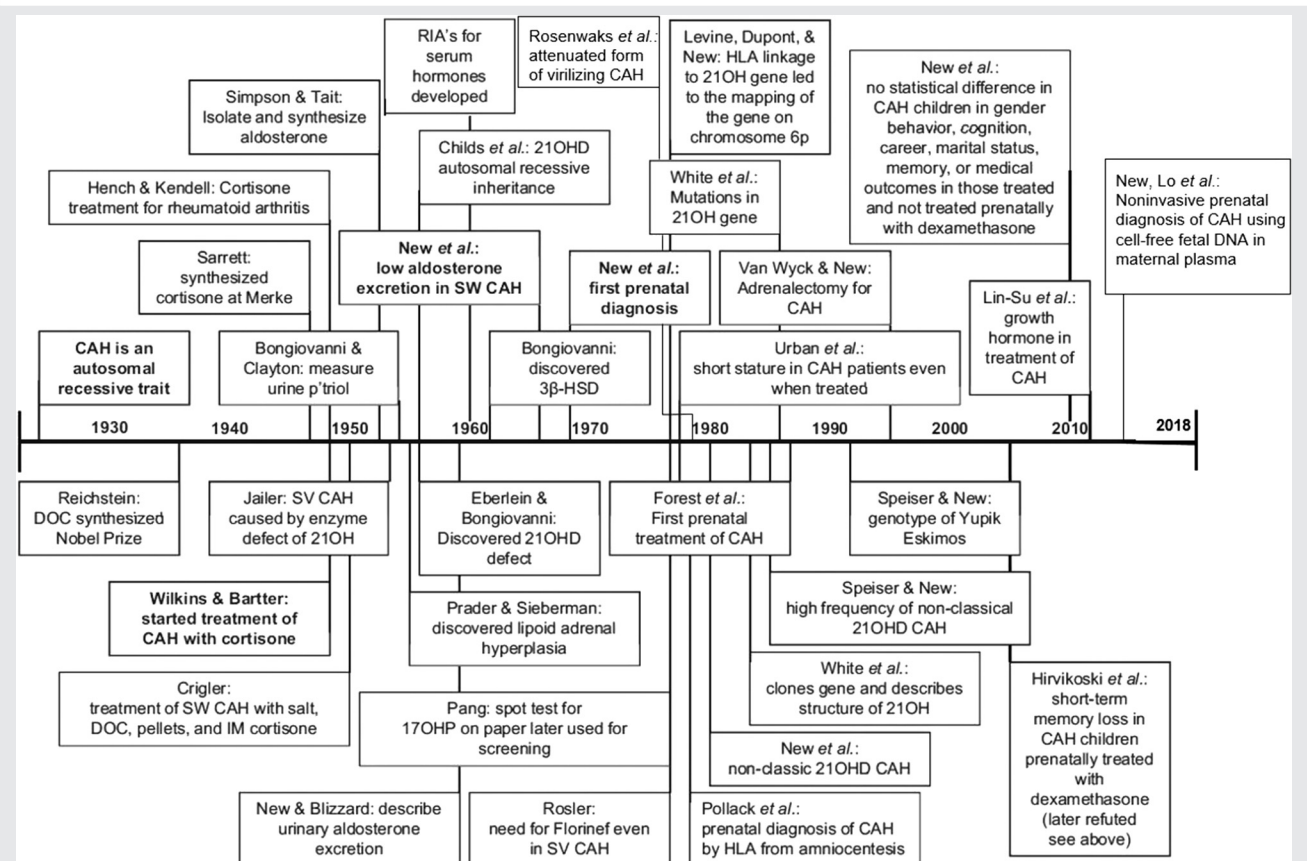 RIA's for
serum
hormones
developed
Rosenwaks et al.:
attenuated form
of virilizing CAH
Levine, Dupont, &
New: HLA linkage
to 21OH gene led
to the mapping of
the gene on
chromosome 6p
New et al.:
no statistical difference in
CAH children in gender
behavior, cognition,
career, marital status,
memory, or medical
outcomes in those treated
and not treated prenatally
with dexamethasone
Simpson & Tait:
Isolate and synthesize
aldosterone
Childs et al.: 21OHD
autosomal recessive
inheritance
White et al.:
Mutations in
21OH gene
New, Lo et al.:
Noninvasive prenatal
diagnosis of CAH using
cell-free fetal DNA in
maternal plasma
Hench & Kendell: Cortisone
treatment for rheumatoid arthritis
Sarrett:
synthesized
cortisone at Merke
New et al.:
low aldosterone
excretion in SW CAH
New et al.:
first prenatal
diagnosis
Van Wyck & New:
Adrenalectomy for
CAH
Lin-Su et al.:
growth
hormone in
treatment of
CAH
CAH is an
autosomal
recessive trait
Bongiovanni &
Clayton: measure
urine p'triol
Bongiovanni:
discovered
3β-HSD
Urban et al.:
short stature in CAH patients even
when treated
1930 1940 1950 1960 1970 1980 1990 2000 2010 2018
Reichstein:
DOC synthesized
Nobel Prize
Jailer: SV CAH
caused by enzyme
defect of 21OH
Eberlein &
Bongiovanni:
Discovered 21OHD
defect
Forest et al.:
First prenatal
treatment of CAH
Speiser & New:
genotype of Yupik
Eskimos
Wilkins & Bartter:
started treatment of
CAH with cortisone
Prader & Sieberman:
discovered lipoid adrenal
hyperplasia
Speiser & New:
high frequency of non-classical
21OHD CAH
Crigler:
treatment of SW CAH with salt,
DOC, pellets, and IM cortisone
Pang: spot test for
17OHP on paper later used for
screening
White et al.:
clones gene and describes
structure of 21OH
Hirvikoski et al.:
short-term
memory loss in
CAH children
prenatally treated
with
dexamethasone
(later refuted
see above)
New et al.:
non-classic 21OHD CAH
New & Blizzard: describe
urinary aldosterone
excretion
Rosler:
need for Florinef even
in SV CAH
Pollack et al.:
prenatal diagnosis of CAH
by HLA from amniocentesis